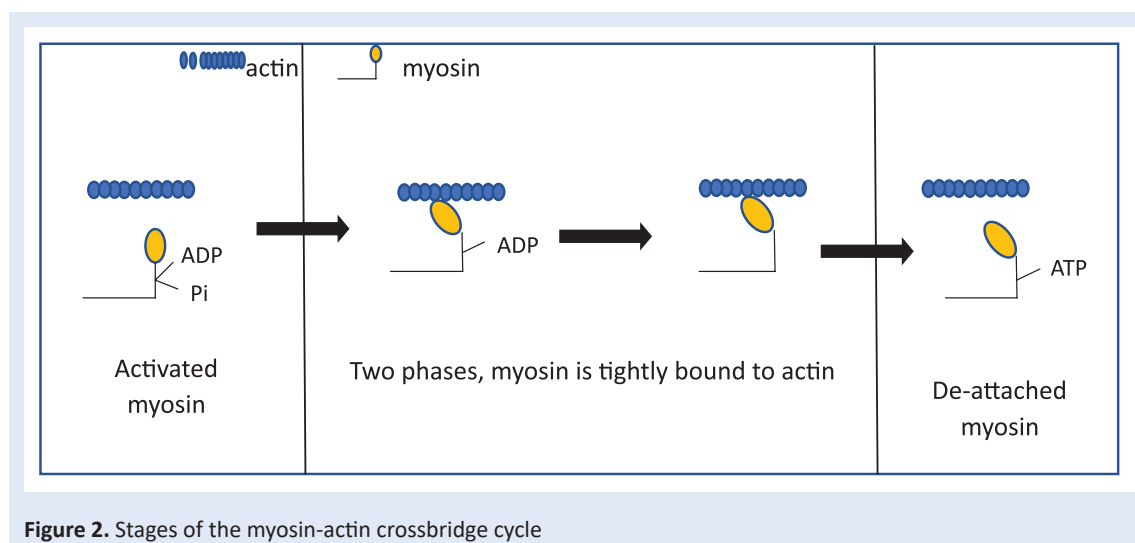 actin
myosin
ADP
Pi
ADP
ATP
Activated
myosin
Two phases, myosin is tightly bound to actin
De-attached
myosin
Figure 2. Stages of the myosin-actin crossbridge cycle